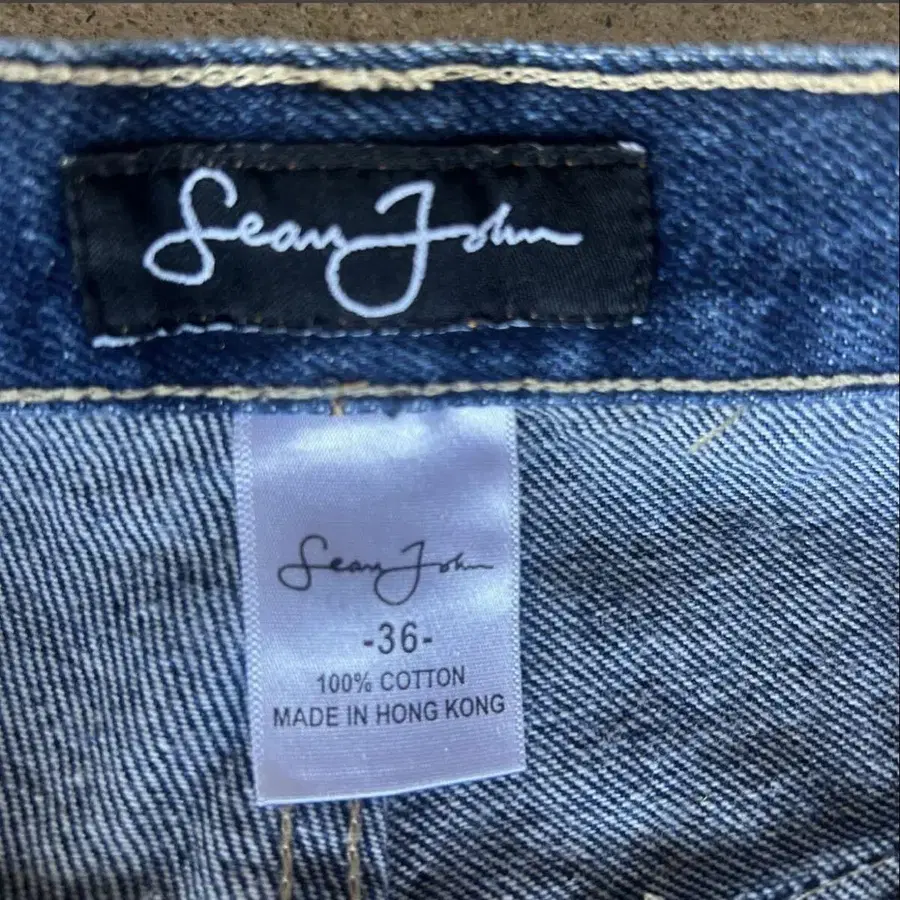 Sean John
Sean John
-36-
100% COTTON
MADE IN HONG KONG